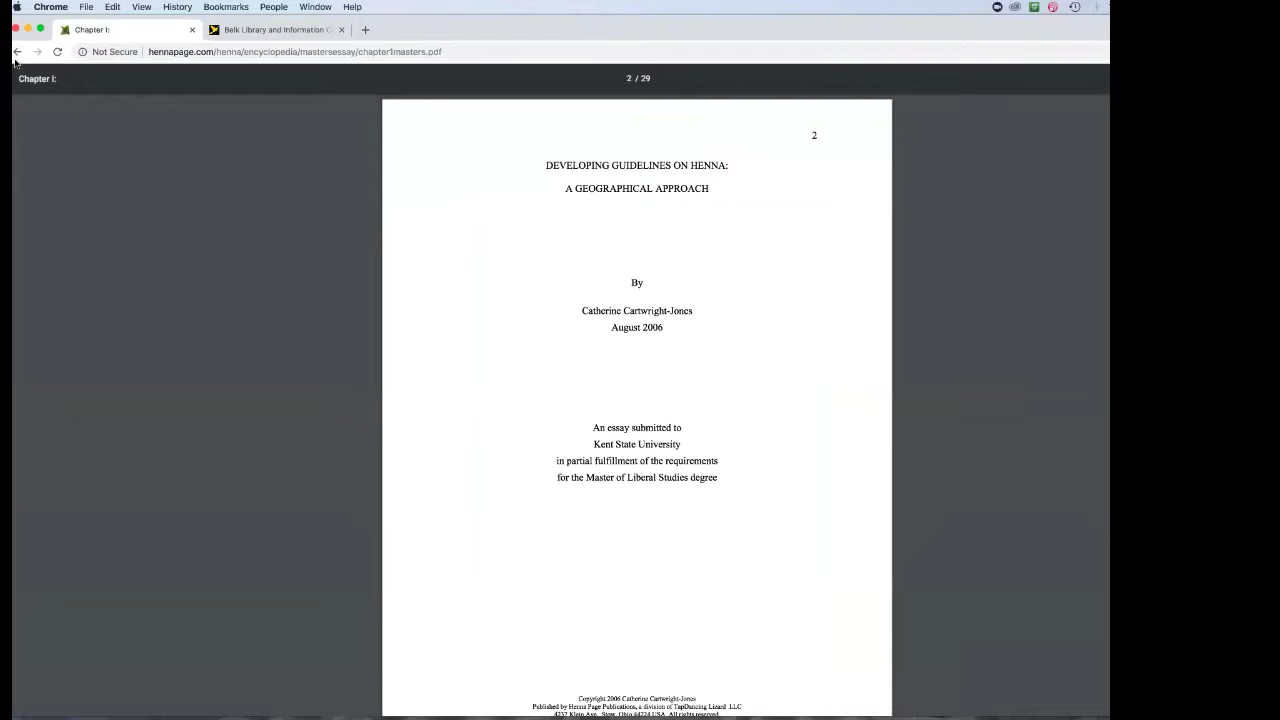 Chrome File Edit View History Bookmarks People Window Help
Chapter I:
Belk Library and Information C
Not Secure hennapage.com/henna/encyclopedia/mastersessay/chapter1masters.pdf
Chapter I: 2 / 29
2
DEVELOPING GUIDELINES ON HENNA:
A GEOGRAPHICAL APPROACH
By
Catherine Cartwright-Jones
August 2006
An essay submitted to
Kent State University
in partial fulfillment of the requirements
for the Master of Liberal Studies degree
Copyright 2006 Catherine Cartwright-Jones
Published by Henna Page Publications, a division of TapDancing Lizard LLC
4237 Klein Ave. Stow, Ohio 44224 USA All rights reserved